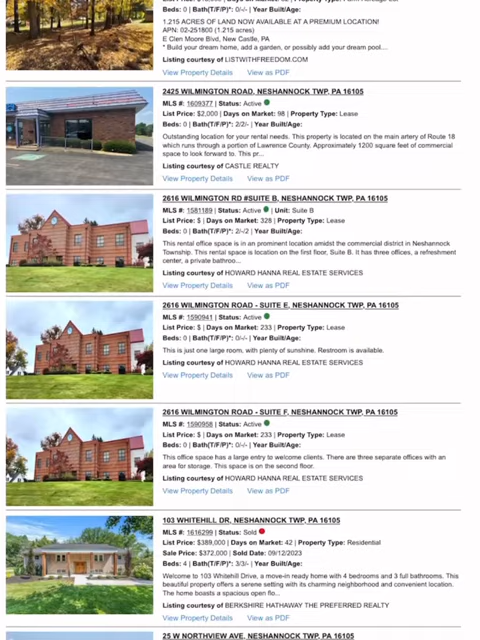 Beds: 0 | Bath(T/F/P)*: 0/-/- | Year Built/Age:
1.215 ACRES OF LAND NOW AVAILABLE AT A PREMIUM LOCATION!
APN: 02-251800 (1.215 acres)
E Clen Moore Blvd, New Castle, PA
* Build your dream home, add a garden, or possibly add your dream pool....
Listing courtesy of LISTWITHFREEDOM.COM
View Property Details View as PDF
2425 WILMINGTON ROAD, NESHANNOCK TWP, PA 16105
MLS #: 1609377 | Status: Active
List Price: $2,000 | Days on Market: 98 | Property Type: Lease
Beds: 0 | Bath(T/F/P)*: 2/2/- | Year Built/Age:
Outstanding location for your rental needs. This property is located on the main artery of Route 18
which runs through a portion of Lawrence County. Approximately 1200 square feet of commercial
space to look forward to. This pr...
Listing courtesy of CASTLE REALTY
View Property Details View as PDF
2616 WILMINGTON RD #SUITE B, NESHANNOCK TWP, PA 16105
MLS #: 1581189 | Status: Active | Unit: Suite B
List Price: $ | Days on Market: 328 | Property Type: Lease
Beds: 0 | Bath(T/F/P)*: 2/-/2 | Year Built/Age:
This rental office space is in an prominent location amidst the commercial district in Neshannock
Township. This rental space is located on the first floor, Suite B. It has three offices, a refreshment
center, a private bathroo...
Listing courtesy of HOWARD HANNA REAL ESTATE SERVICES
View Property Details View as PDF
2616 WILMINGTON ROAD - SUITE E, NESHANNOCK TWP, PA 16105
MLS #: 1590941 | Status: Active
List Price: $ | Days on Market: 233 | Property Type: Lease
Beds: 0 | Bath(T/F/P)*: 0/-/- | Year Built/Age:
This is just one large room, with plenty of sunshine. Restroom is available.
Listing courtesy of HOWARD HANNA REAL ESTATE SERVICES
View Property Details View as PDF
2616 WILMINGTON ROAD - SUITE F, NESHANNOCK TWP, PA 16105
MLS #: 1590958 | Status: Active
List Price: $ | Days on Market: 233 | Property Type: Lease
Beds: 0 | Bath(T/F/P)*: 0/-/- | Year Built/Age:
This office space has a large entry to welcome clients. There are three separate offices with an
area for storage. This space is on the second floor.
Listing courtesy of HOWARD HANNA REAL ESTATE SERVICES
View Property Details View as PDF
103 WHITEHILL DR, NESHANNOCK TWP, PA 16105
MLS #: 1616299 | Status: Sold
List Price: $389,000 | Days on Market: 42 | Property Type: Residential
Sale Price: $372,000 | Sold Date: 09/12/2023
Beds: 4 | Bath(T/F/P)*: 3/3/- | Year Built/Age:
Welcome to 103 Whitehill Drive, a move-in ready home with 4 bedrooms and 3 full bathrooms. This
beautiful property offers a serene setting with its charming neighborhood and convenient location.
The home boasts a spacious open flo...
Listing courtesy of BERKSHIRE HATHAWAY THE PREFERRED REALTY
View Property Details View as PDF
25 W NORTHVIEW AVE, NESHANNOCK TWP, PA 16105